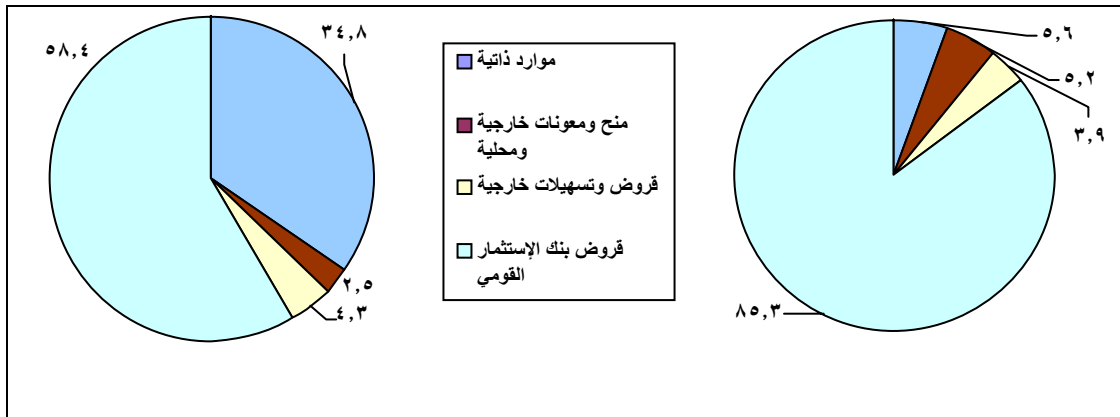 ٥,٦
٥,٢
٣,٩
٨٥,٣
موارد ذاتية
منح ومعونات خارجية
ومحلية
قروض وتسهيلات خارجية
قروض بنك الإستثمار
القومي
٣٤,٨
٥٨,٤
٢,٥
٤,٣